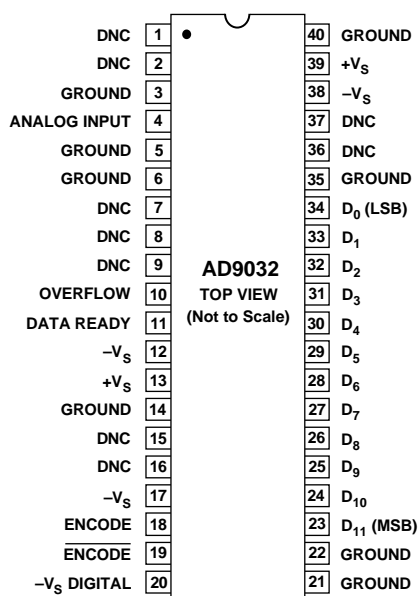 DNC 1 40 GROUND
DNC 2 39 +VS
GROUND 3 38 –VS
ANALOG INPUT 4 37 DNC
GROUND 5 36 DNC
GROUND 6 35 GROUND
DNC 7 34 D0 (LSB)
DNC 8 33 D1
DNC 9 32 D2
AD9032
OVERFLOW 10 31 D3
TOP VIEW
DATA READY 11 30 D4
(Not to Scale)
–VS 12 29 D5
+VS 13 28 D6
GROUND 14 27 D7
DNC 15 26 D8
DNC 16 25 D9
–VS 17 24 D10
ENCODE 18 23 D11 (MSB)
ENCODE 19 22 GROUND
–VS DIGITAL 20 21 GROUND